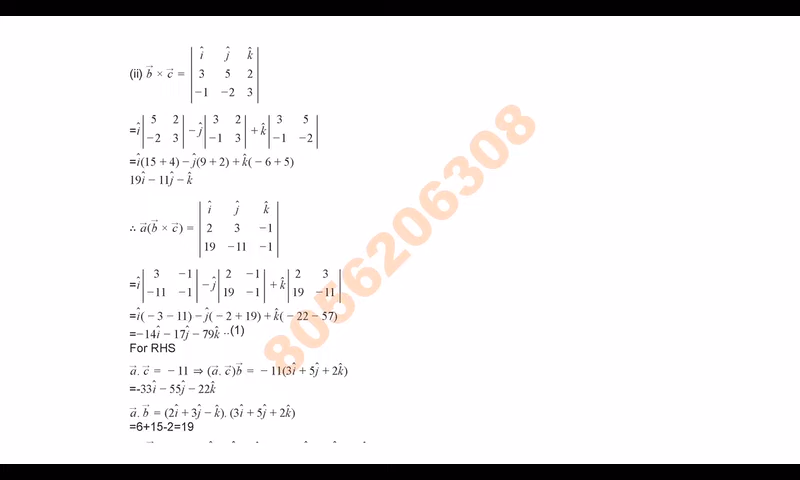 (ii) b⃗ × c⃗ = | î ĵ k̂ |
| 3 5 2 |
| −1 −2 3 |
=î | 5 2 | − ĵ | 3 2 | + k̂ | 3 5 |
| −2 3 | | −1 3 | | −1 −2 |
=î(15 + 4) − ĵ(9 + 2) + k̂( − 6 + 5)
19î − 11ĵ − k̂
∴ a⃗(b⃗ × c⃗) = | î ĵ k̂ |
| 2 3 −1 |
| 19 −11 −1 |
=î | 3 −1 | − ĵ | 2 −1 | + k̂ | 2 3 |
| −11 −1 | | 19 −1 | | 19 −11 |
=î( − 3 − 11) − ĵ( − 2 + 19) + k̂( − 22 − 57)
=−14î − 17ĵ − 79k̂ ..(1)
For RHS
a⃗. c⃗ = − 11 ⇒ (a⃗. c⃗)b⃗ = − 11(3î + 5ĵ + 2k̂)
=-33î − 55ĵ − 22k̂
a⃗. b⃗ = (2î + 3ĵ − k̂). (3î + 5ĵ + 2k̂)
=6+15-2=19
8056206308